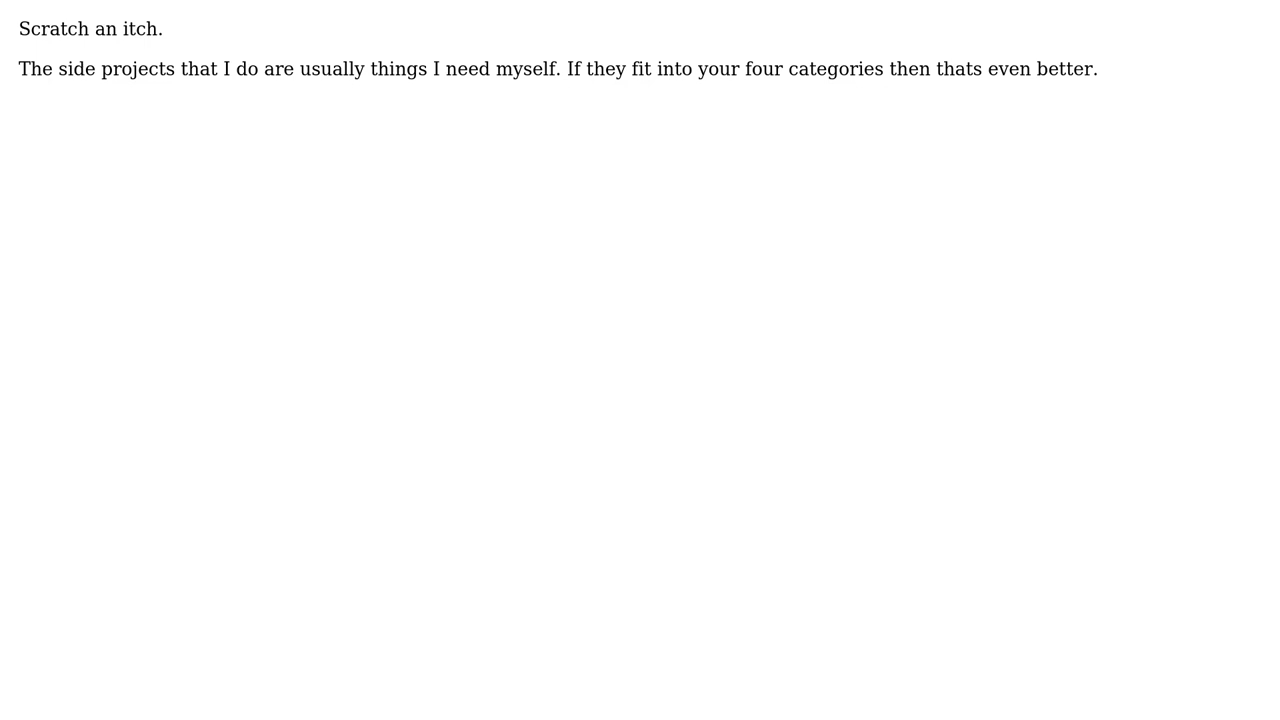 Scratch an itch.
The side projects that I do are usually things I need myself. If they fit into your four categories then thats even better.